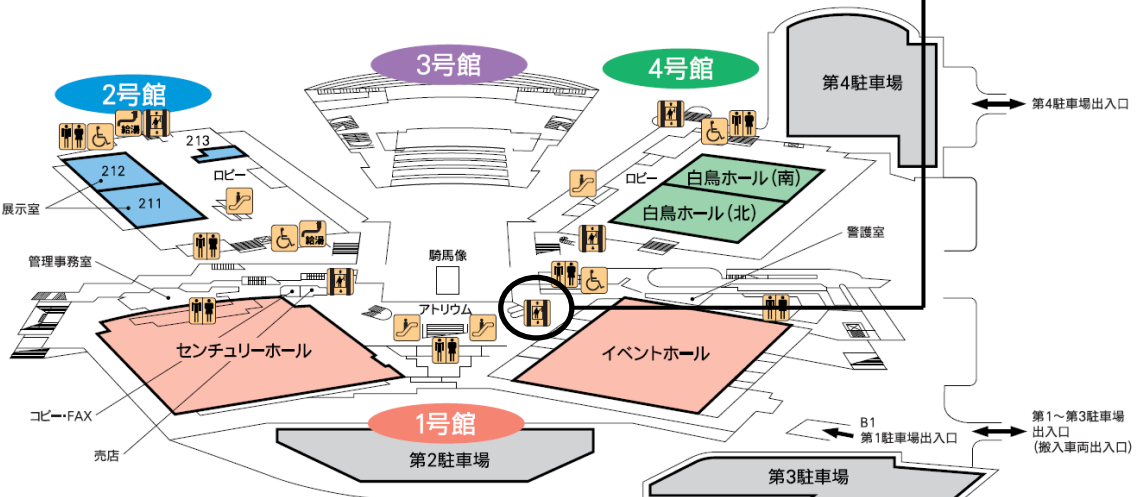 3号館
4号館
2号館
第4駐車場
第4駐車場出入口
給湯
213
ロビー
212
211
展示室
ロビー
白鳥ホール(南)
白鳥ホール(北)
給湯
警護室
騎馬像
管理事務室
アトリウム
センチュリーホール
イベントホール
コピー・FAX
売店
1号館
B1
第1駐車場出入口
第1〜第3駐車場
出入口
(搬入車両出入口)
第2駐車場
第3駐車場